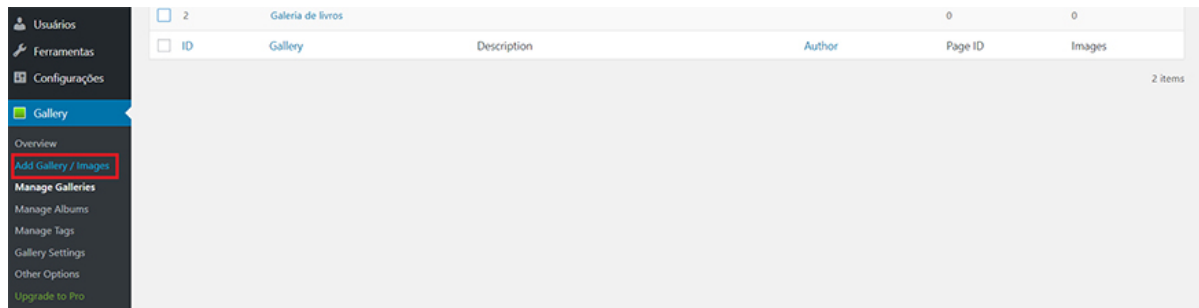 Usuários
Ferramentas
Configurações
Gallery
Overview
Add Gallery / Images
Manage Galleries
Manage Albums
Manage Tags
Gallery Settings
Other Options
Upgrade to Pro
2 Galeria de livros 0 0
ID Gallery Description Author Page ID Images
2 items